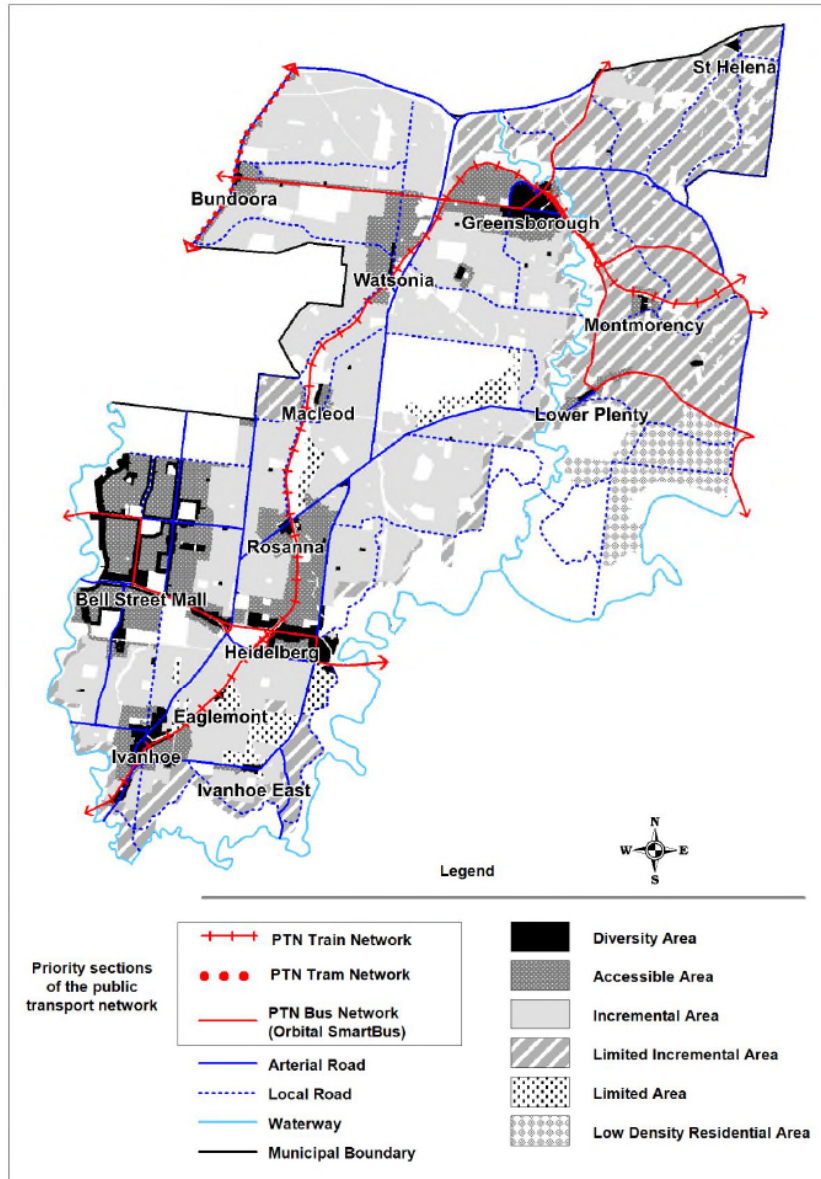 St Helena
Bundoora
Greensborough
Watsonia
Montmorency
Macleod
Lower Plenty
Rosanna
Bell Street Mall
Heidelberg
Eaglemont
Ivanhoe
Ivanhoe East
N
W E
S
Legend
Priority sections
of the public
transport network
PTN Train Network
PTN Tram Network
PTN Bus Network
(Orbital SmartBus)
Arterial Road
Local Road
Waterway
Municipal Boundary
Diversity Area
Accessible Area
Incremental Area
Limited Incremental Area
Limited Area
Low Density Residential Area